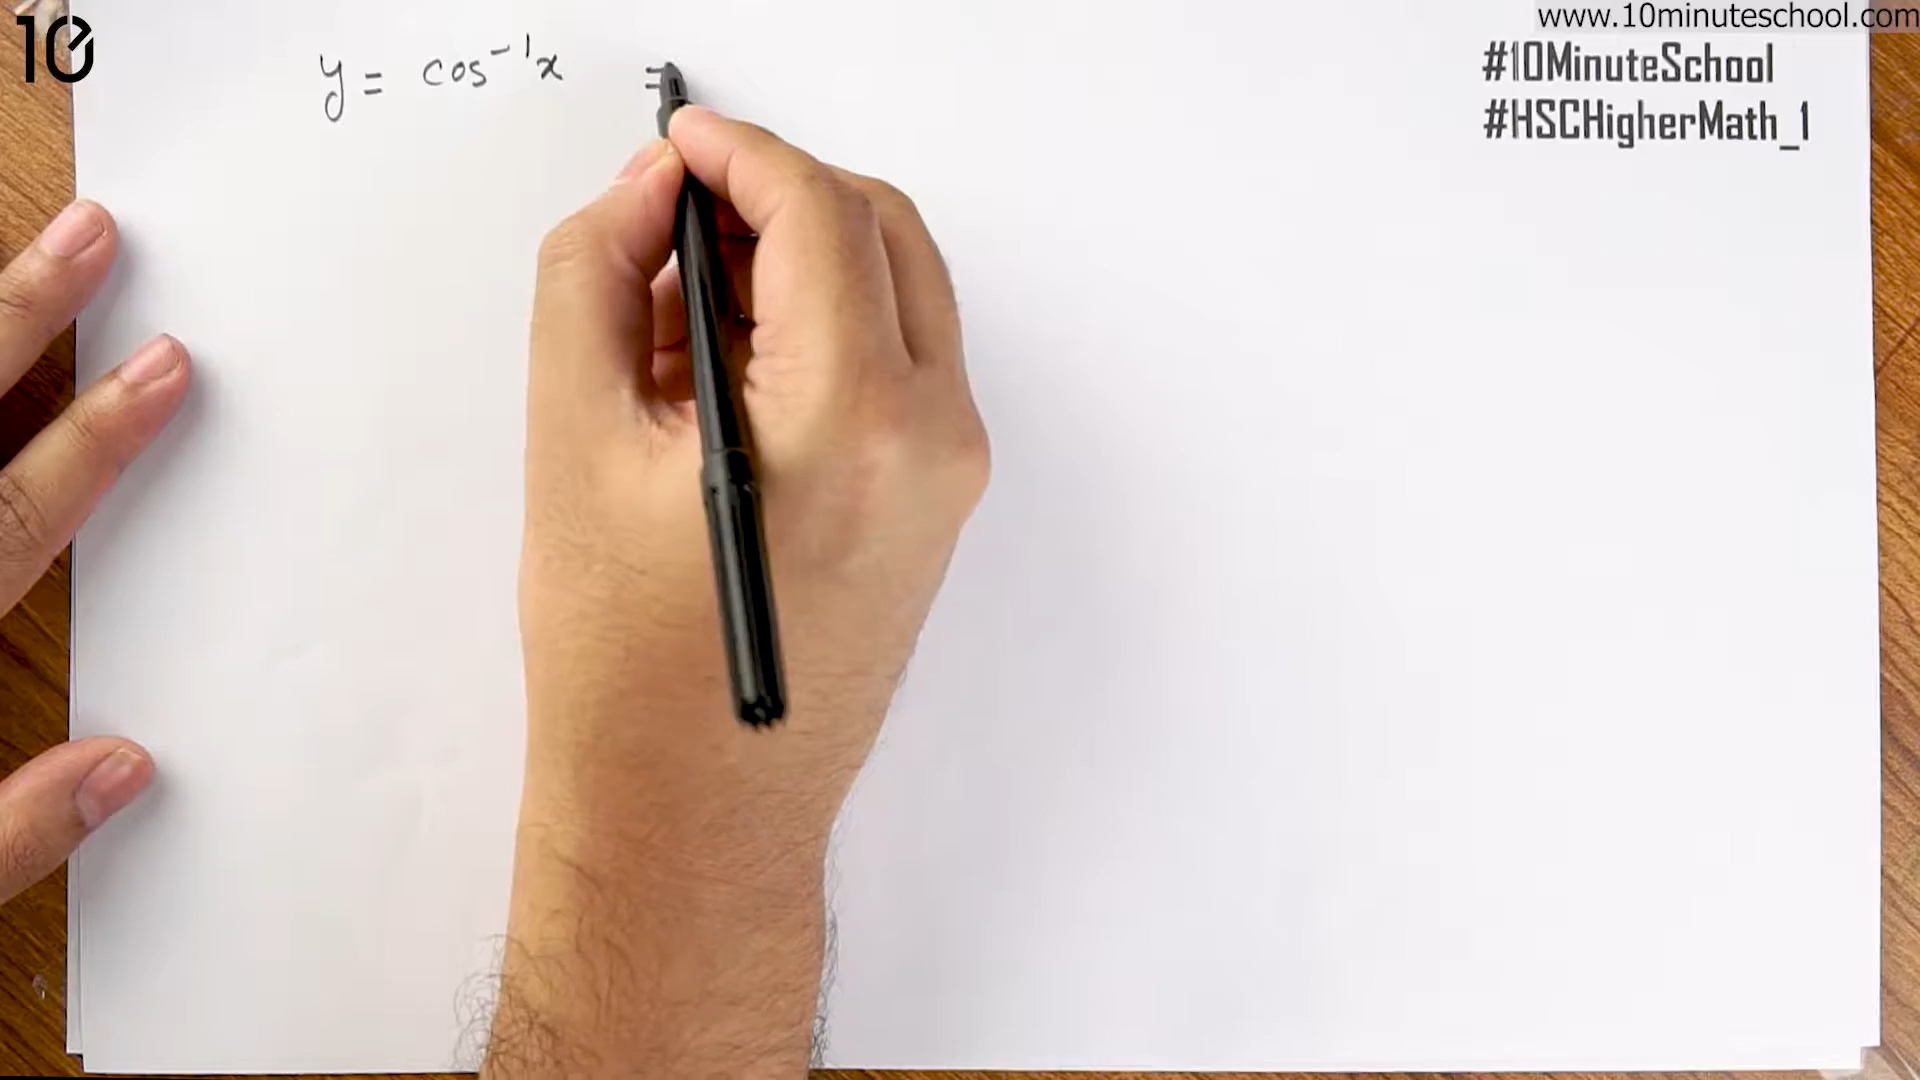 www.10minuteschool.com
10
y = cos⁻¹x =
#10MinuteSchool
#HSCHigherMath_1